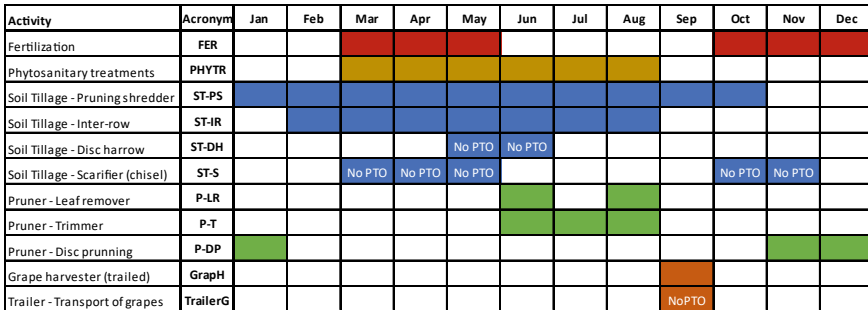 Activity Acronym Jan Feb Mar Apr May Jun Jul Aug Sep Oct Nov Dec
Fertilization FER
Phytosanitary treatments PHYTR
Soil Tillage - Pruning shredder ST-PS
Soil Tillage - Inter-row ST-IR
Soil Tillage - Disc harrow ST-DH No PTO No PTO
Soil Tillage - Scarifier (chisel) ST-S No PTO No PTO No PTO No PTO No PTO
Pruner - Leaf remover P-LR
Pruner - Trimmer P-T
Pruner - Disc prunning P-DP
Grape harvester (trailed) GrapH
Trailer - Transport of grapes TrailerG NoPTO